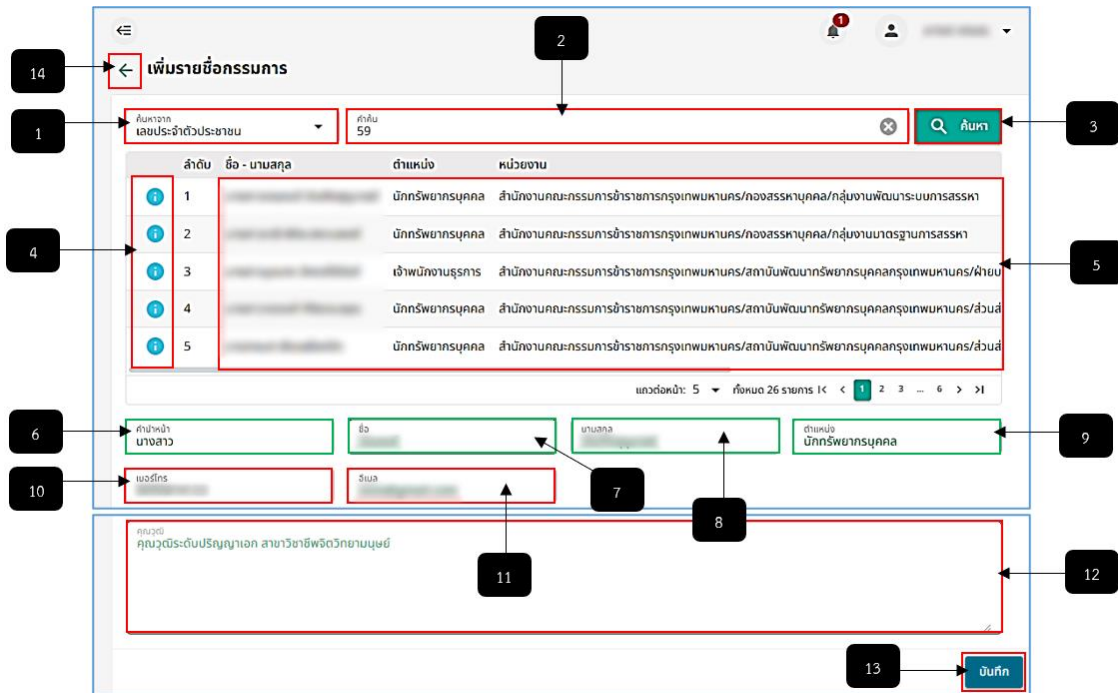 1
2
14
เพิ่มรายชื่อกรรมการ
1
ค้นหาจาก
เลขประจำตัวประชาชน
คำค้น
59
ค้นหา
3
ลำดับ ชื่อ - นามสกุล ตำแหน่ง หน่วยงาน
1 นักทรัพยากรบุคคล สำนักงานคณะกรรมการข้าราชการกรุงเทพมหานคร/กองสรรหาบุคคล/กลุ่มงานพัฒนาระบบการสรรหา
2 นักทรัพยากรบุคคล สำนักงานคณะกรรมการข้าราชการกรุงเทพมหานคร/กองสรรหาบุคคล/กลุ่มงานมาตรฐานการสรรหา
4
5
3 เจ้าพนักงานธุรการ สำนักงานคณะกรรมการข้าราชการกรุงเทพมหานคร/สถาบันพัฒนาทรัพยากรบุคคลกรุงเทพมหานคร/ฝ่ายบ
4 นักทรัพยากรบุคคล สำนักงานคณะกรรมการข้าราชการกรุงเทพมหานคร/สถาบันพัฒนาทรัพยากรบุคคลกรุงเทพมหานคร/ส่วนส่
5 นักทรัพยากรบุคคล สำนักงานคณะกรรมการข้าราชการกรุงเทพมหานคร/สถาบันพัฒนาทรัพยากรบุคคลกรุงเทพมหานคร/ส่วนส่
แถวต่อหน้า: 5 ทั้งหมด 26 รายการ 1 2 3 ... 6
6
คำนำหน้า
นางสาว
ชื่อ
นามสกุล
ตำแหน่ง
นักทรัพยากรบุคคล
9
10
เบอร์โทร
อีเมล
7
8
คุณวุฒิ
คุณวุฒิระดับปริญญาเอก สาขาวิชาชีพจิตวิทยามนุษย์
11
12
13
บันทึก